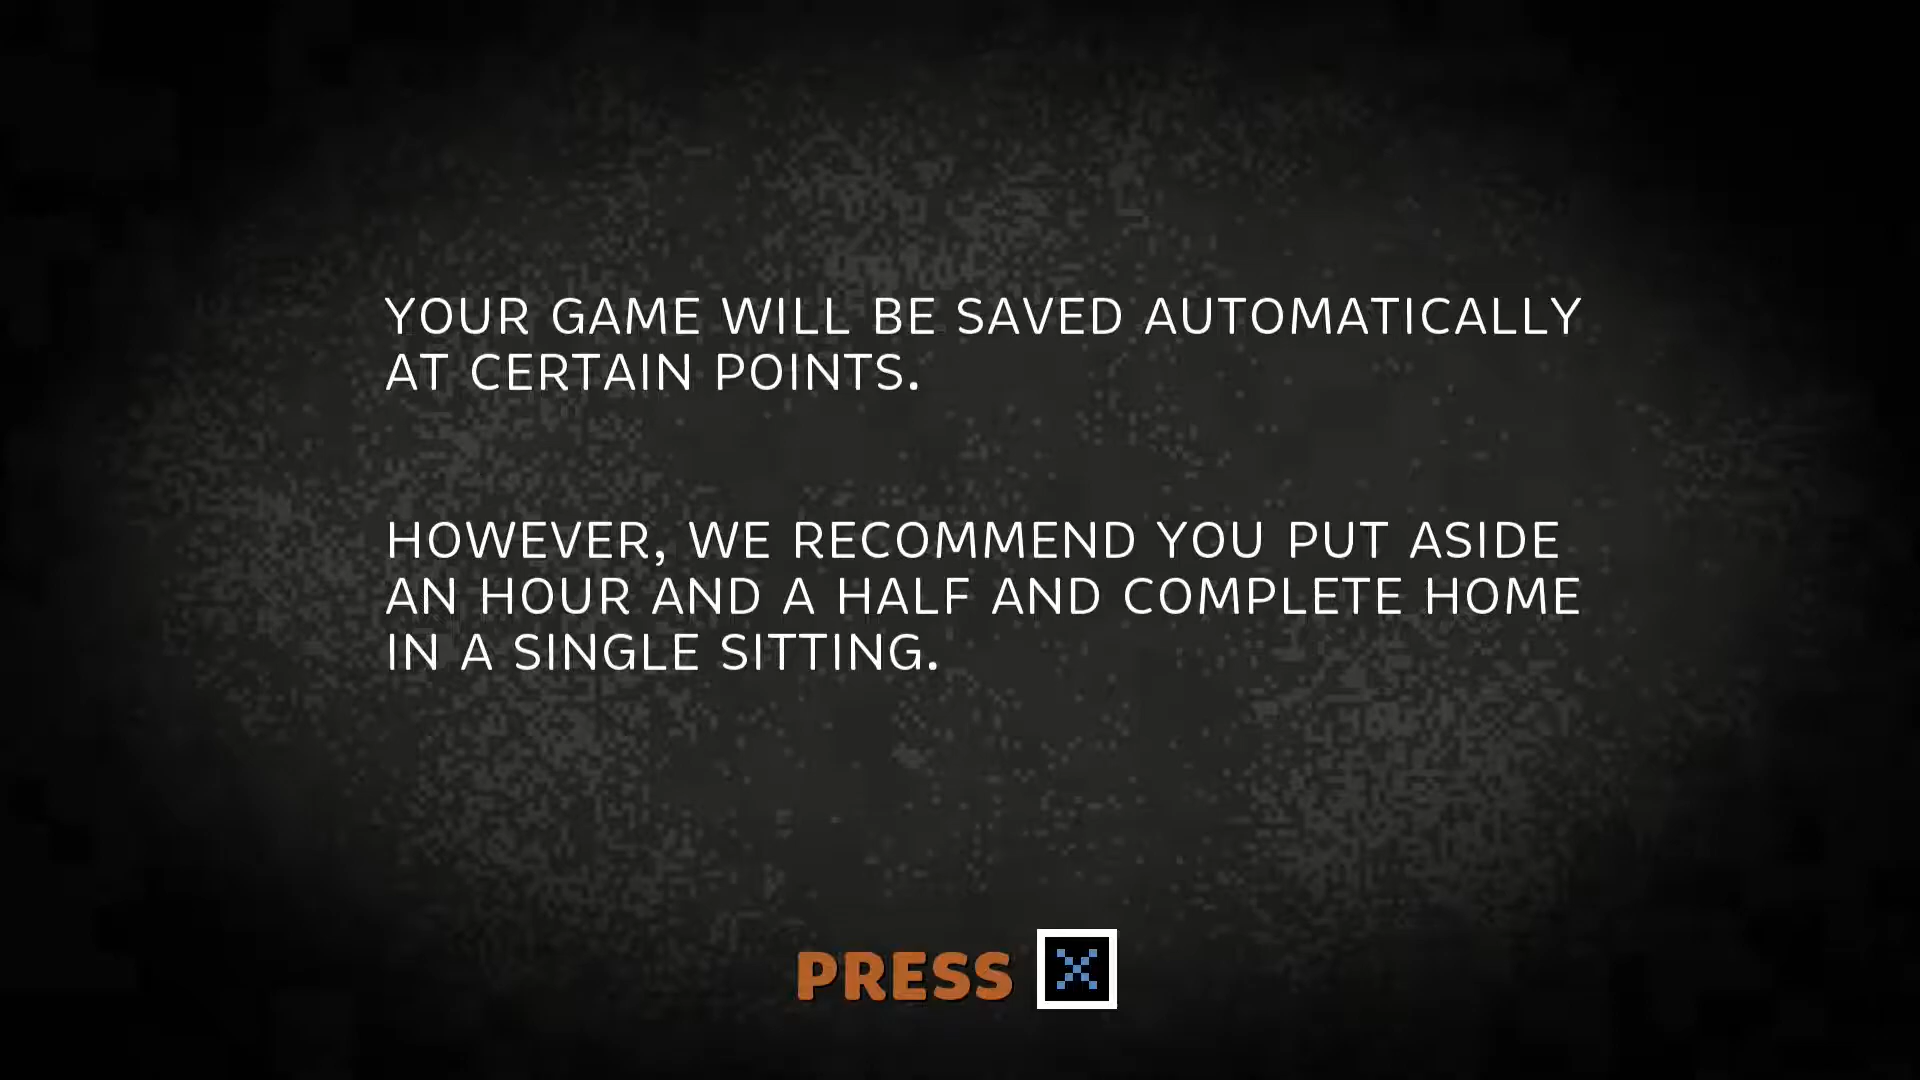 YOUR GAME WILL BE SAVED AUTOMATICALLY
AT CERTAIN POINTS.
HOWEVER, WE RECOMMEND YOU PUT ASIDE
AN HOUR AND A HALF AND COMPLETE HOME
IN A SINGLE SITTING.
PRESS X